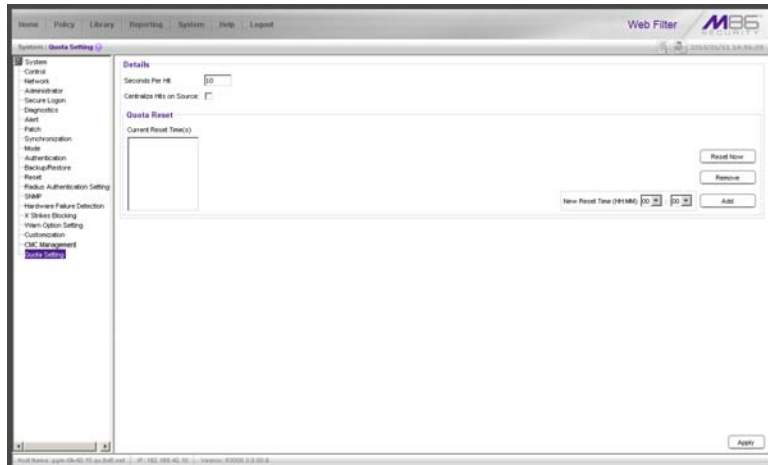 Home Policy Library Reporting System Help Logout
Web Filter
M86
SECURITY
System : Quota Setting
System
Control
Network
Administrator
Secure Logon
Diagnostics
Alert
Patch
Synchronization
Mode
Authentication
Backup/Restore
Reset
Radius Authentication Setting
SNMP
Hardware Failure Detection
X Strikes Blocking
Warn Option Setting
Customization
CMC Management
Quota Setting
Details
Seconds Per Hit 10
Centralize Hits on Source
Quota Reset
Current Reset Time(s)
Reset Now
Remove
New Reset Time (HH:MM) 00 : 00 Add
Apply